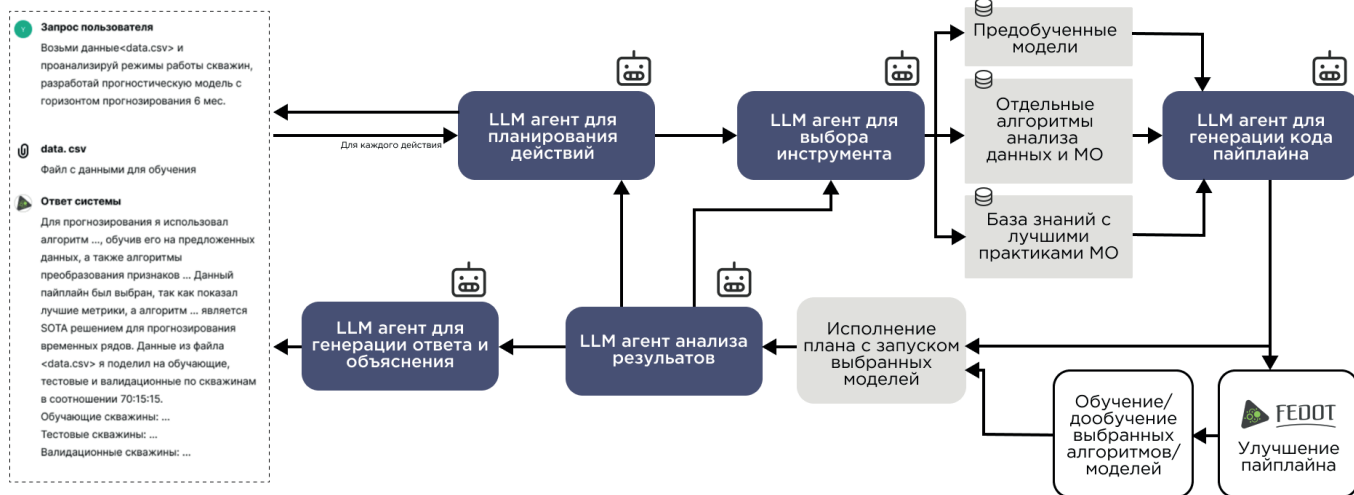 Y
Запрос пользователя
Возьми данные<data.csv> и
проанализируй режимы работы скважин,
разработай прогностическую модель с
горизонтом прогнозирования 6 мес.
data.csv
Файл с данными для обучения
Ответ системы
Для прогнозирования я использовал
алгоритм ..., обучив его на предложенных
данных, а также алгоритмы
преобразования признаков ... Данный
пайплайн был выбран, так как показал
лучшие метрики, а алгоритм ... является
SOTA решением для прогнозирования
временных рядов. Данные из файла
<data.csv> я поделил на обучающие,
тестовые и валидационные по скважинам
в соотношении 70:15:15.
Обучающие скважины: ...
Тестовые скважины: ...
Валидационные скважины: ...
Для каждого действия
LLM агент для
планирования
действий
LLM агент для
выбора
инструмента
Предобученные
модели
Отдельные
алгоритмы
анализа
данных и МО
База знаний с
лучшими
практиками МО
LLM агент для
генерации кода
пайплайна
LLM агент для
генерации ответа и
объяснения
LLM агент анализа
резульатов
Исполнение
плана с запуском
выбранных
моделей
Обучение/
дообучение
выбранных
алгоритмов/
моделей
FEDOT
Улучшение
пайплайна